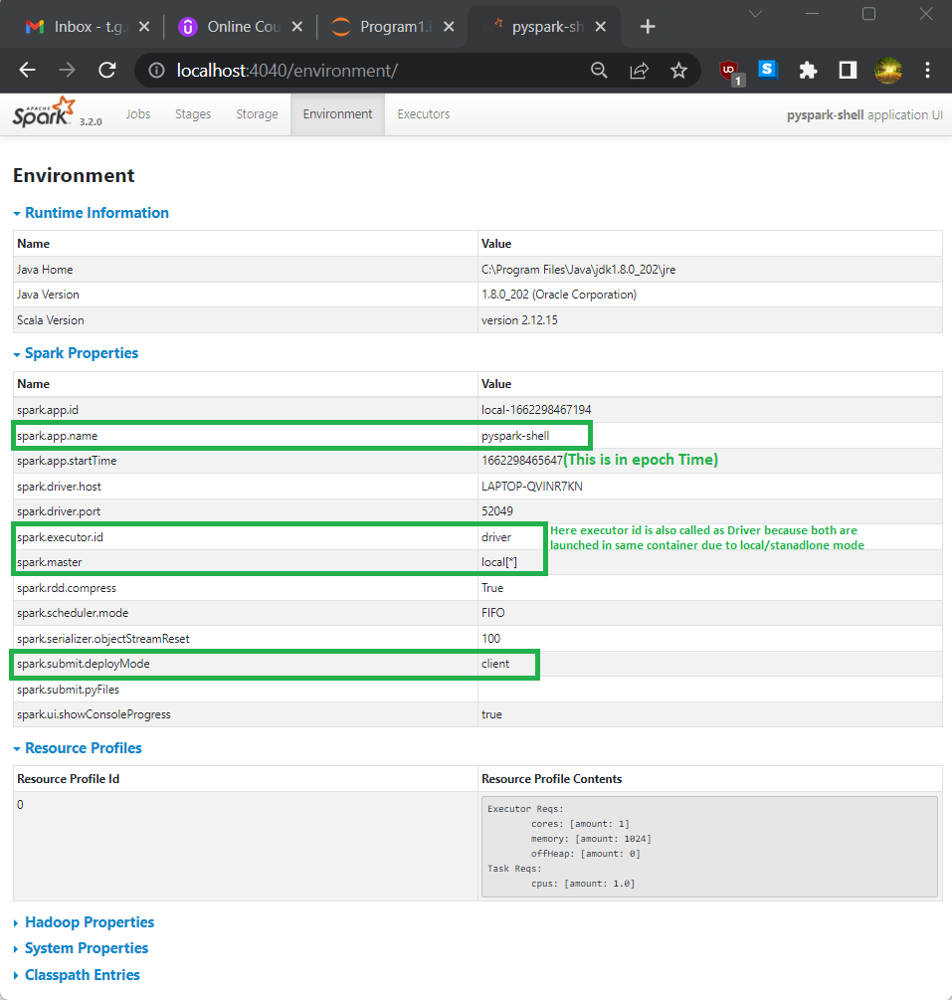 Inbox - t.g. Online Cou Program1.i pyspark-sh
localhost:4040/environment/
1
APACHE Spark 3.2.0 Jobs Stages Storage Environment Executors pyspark-shell application UI
Environment
Runtime Information
Name Value
Java Home C:\Program Files\Java\jdk1.8.0_202\jre
Java Version 1.8.0_202 (Oracle Corporation)
Scala Version version 2.12.15
Spark Properties
Name Value
spark.app.id local-1662298467194
spark.app.name pyspark-shell
spark.app.startTime 1662298465647(This is in epoch Time)
spark.driver.host LAPTOP-QVINR7KN
spark.driver.port 52049
spark.executor.id driver Here executor id is also called as Driver because both are
launched in same container due to local/stanadlone mode
spark.master local[*]
spark.rdd.compress True
spark.scheduler.mode FIFO
spark.serializer.objectStreamReset 100
spark.submit.deployMode client
spark.submit.pyFiles
spark.ui.showConsoleProgress true
Resource Profiles
Resource Profile Id Resource Profile Contents
0
Executor Reqs:
cores: [amount: 1]
memory: [amount: 1024]
offHeap: [amount: 0]
Task Reqs:
cpus: [amount: 1.0]
Hadoop Properties
System Properties
Classpath Entries